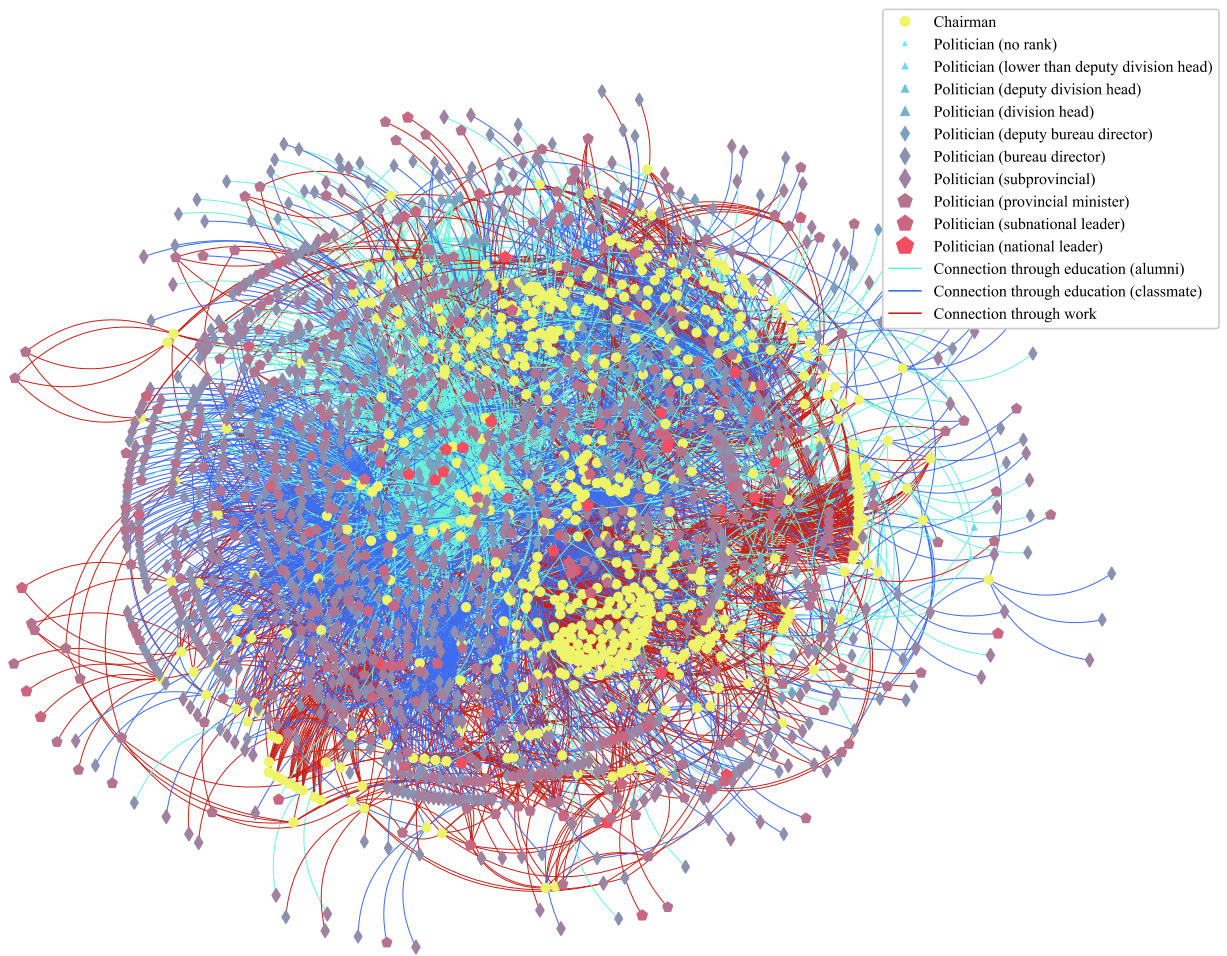 Chairman
Politician (no rank)
Politician (lower than deputy division head)
Politician (deputy division head)
Politician (division head)
Politician (deputy bureau director)
Politician (bureau director)
Politician (subprovincial)
Politician (provincial minister)
Politician (subnational leader)
Politician (national leader)
Connection through education (alumni)
Connection through education (classmate)
Connection through work